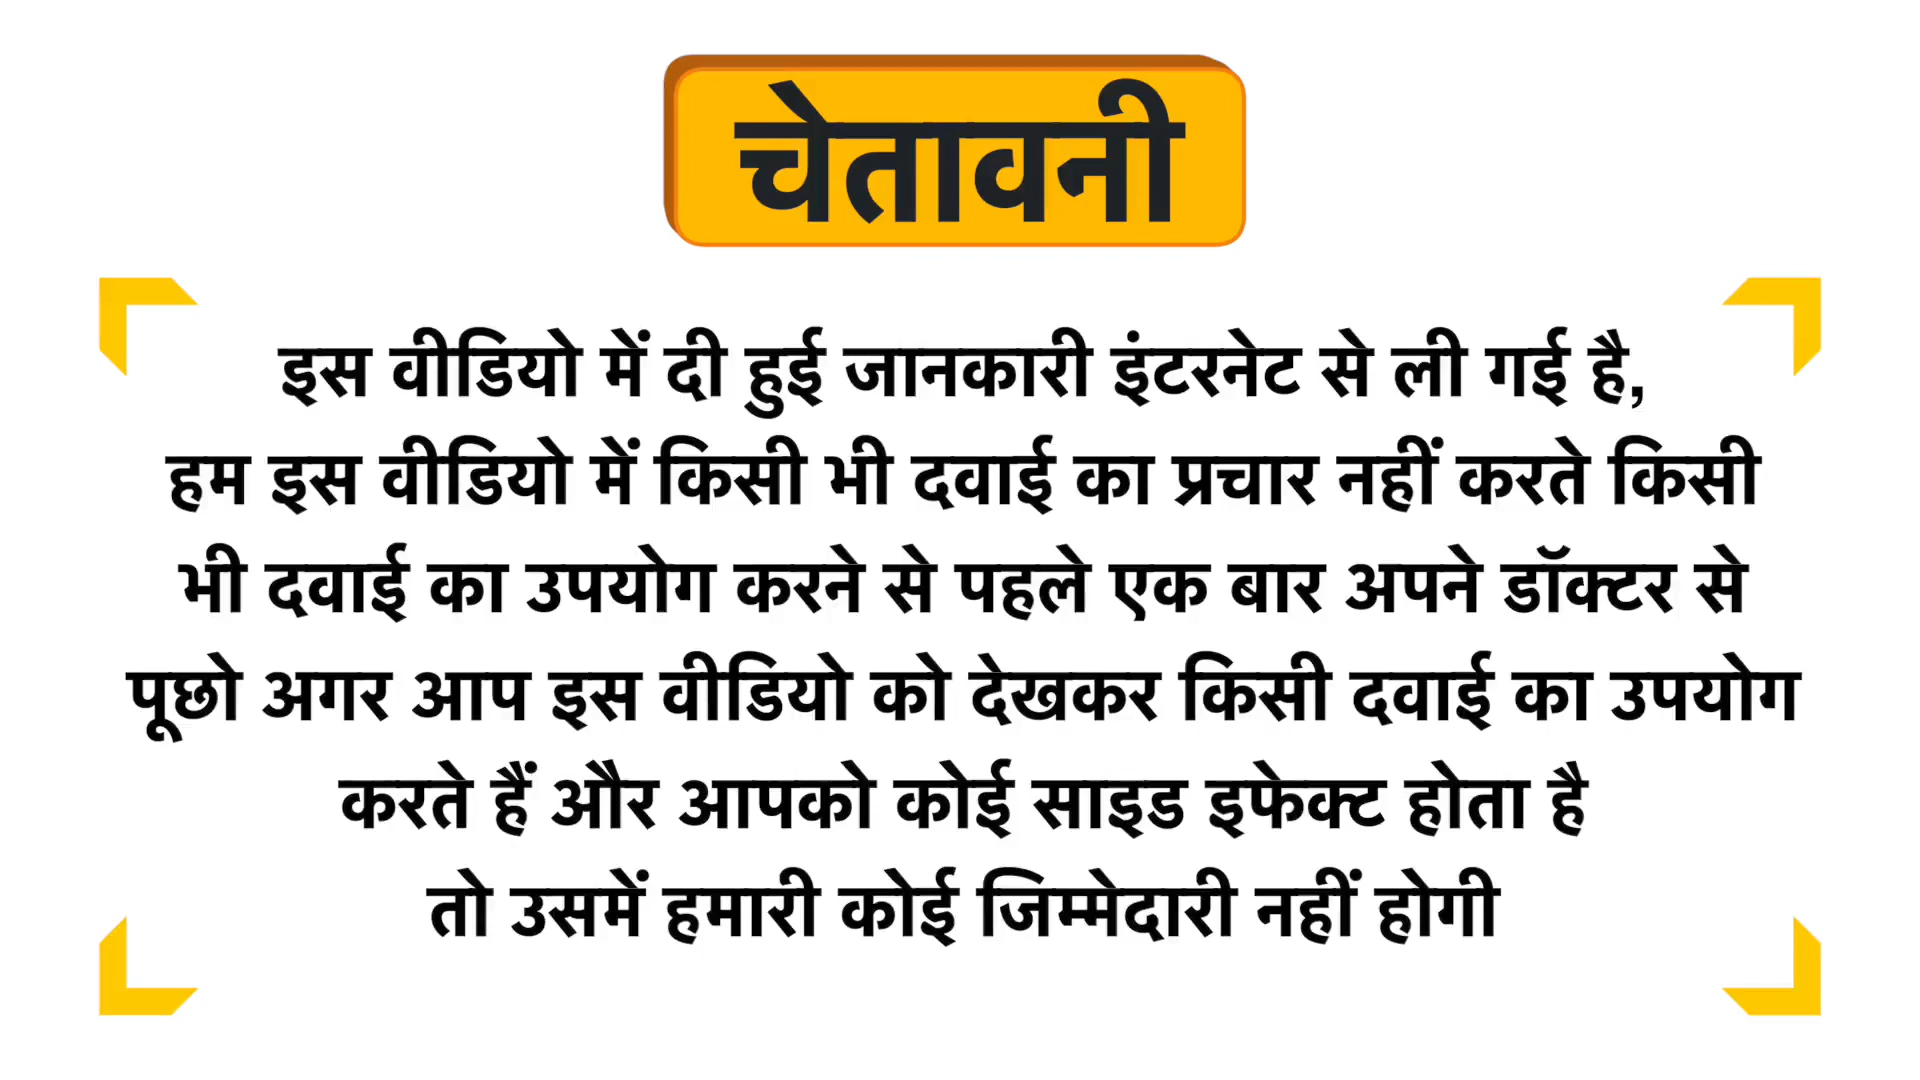 चेतावनी
इस वीडियो में दी हुई जानकारी इंटरनेट से ली गई है,
हम इस वीडियो में किसी भी दवाई का प्रचार नहीं करते किसी
भी दवाई का उपयोग करने से पहले एक बार अपने डॉक्टर से
पूछो अगर आप इस वीडियो को देखकर किसी दवाई का उपयोग
करते हैं और आपको कोई साइड इफेक्ट होता है
तो उसमें हमारी कोई जिम्मेदारी नहीं होगी